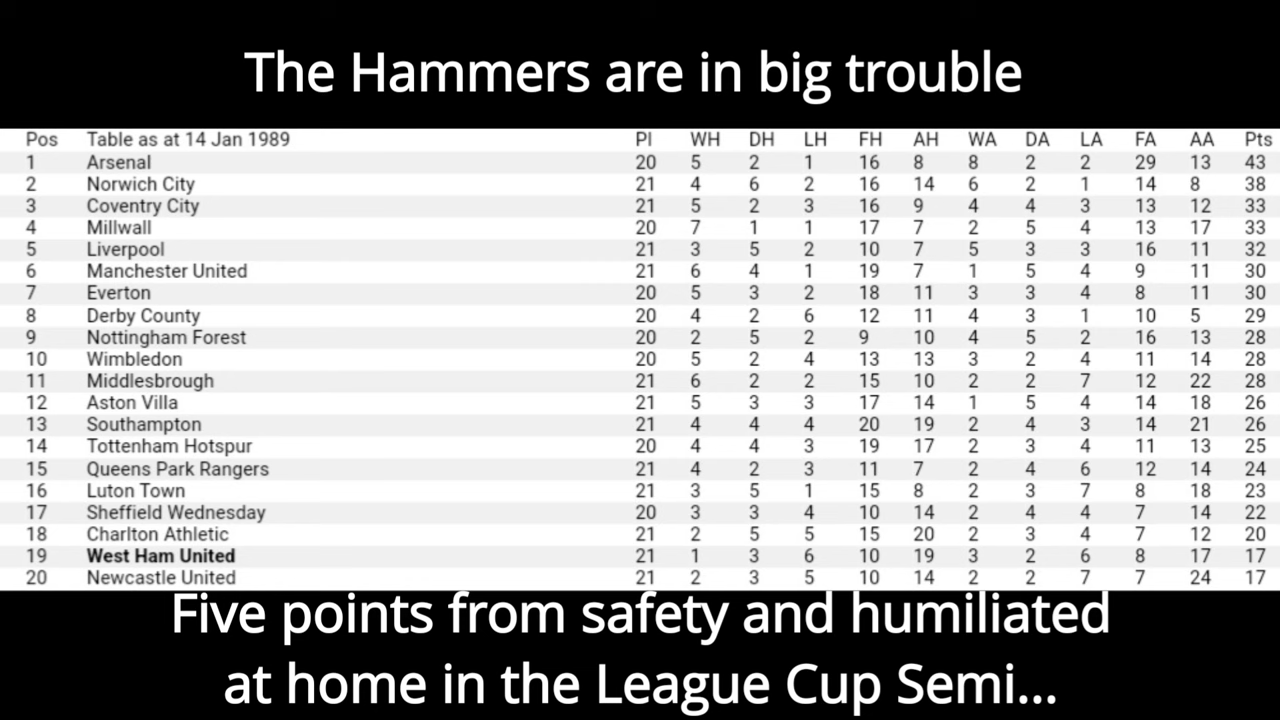 The Hammers are in big trouble
Pos Table as at 14 Jan 1989 Pl WH DH LH FH AH WA DA LA FA AA Pts
1 Arsenal 20 5 2 1 16 8 8 2 2 29 13 43
2 Norwich City 21 4 6 2 16 14 6 2 1 14 8 38
3 Coventry City 21 5 2 3 16 9 4 4 3 13 12 33
4 Millwall 20 7 1 1 17 7 2 5 4 13 17 33
5 Liverpool 21 3 5 2 10 7 5 3 3 16 11 32
6 Manchester United 21 6 4 1 19 7 1 5 4 9 11 30
7 Everton 20 5 3 2 18 11 3 3 4 8 11 30
8 Derby County 20 4 2 6 12 11 4 3 1 10 5 29
9 Nottingham Forest 20 2 5 2 9 10 4 5 2 16 13 28
10 Wimbledon 20 5 2 4 13 13 3 2 4 11 14 28
11 Middlesbrough 21 6 2 2 15 10 2 2 7 12 22 28
12 Aston Villa 21 5 3 3 17 14 1 5 4 14 18 26
13 Southampton 21 4 4 4 20 19 2 4 3 14 21 26
14 Tottenham Hotspur 20 4 4 3 19 17 2 3 4 11 13 25
15 Queens Park Rangers 21 4 2 3 11 7 2 4 6 12 14 24
16 Luton Town 21 3 5 1 15 8 2 3 7 8 18 23
17 Sheffield Wednesday 20 3 3 4 10 14 2 4 4 7 14 22
18 Charlton Athletic 21 2 5 5 15 20 2 3 4 7 12 20
19 West Ham United 21 1 3 6 10 19 3 2 6 8 17 17
20 Newcastle United 21 2 3 5 10 14 2 2 7 7 24 17
Five points from safety and humiliated
at home in the League Cup Semi...